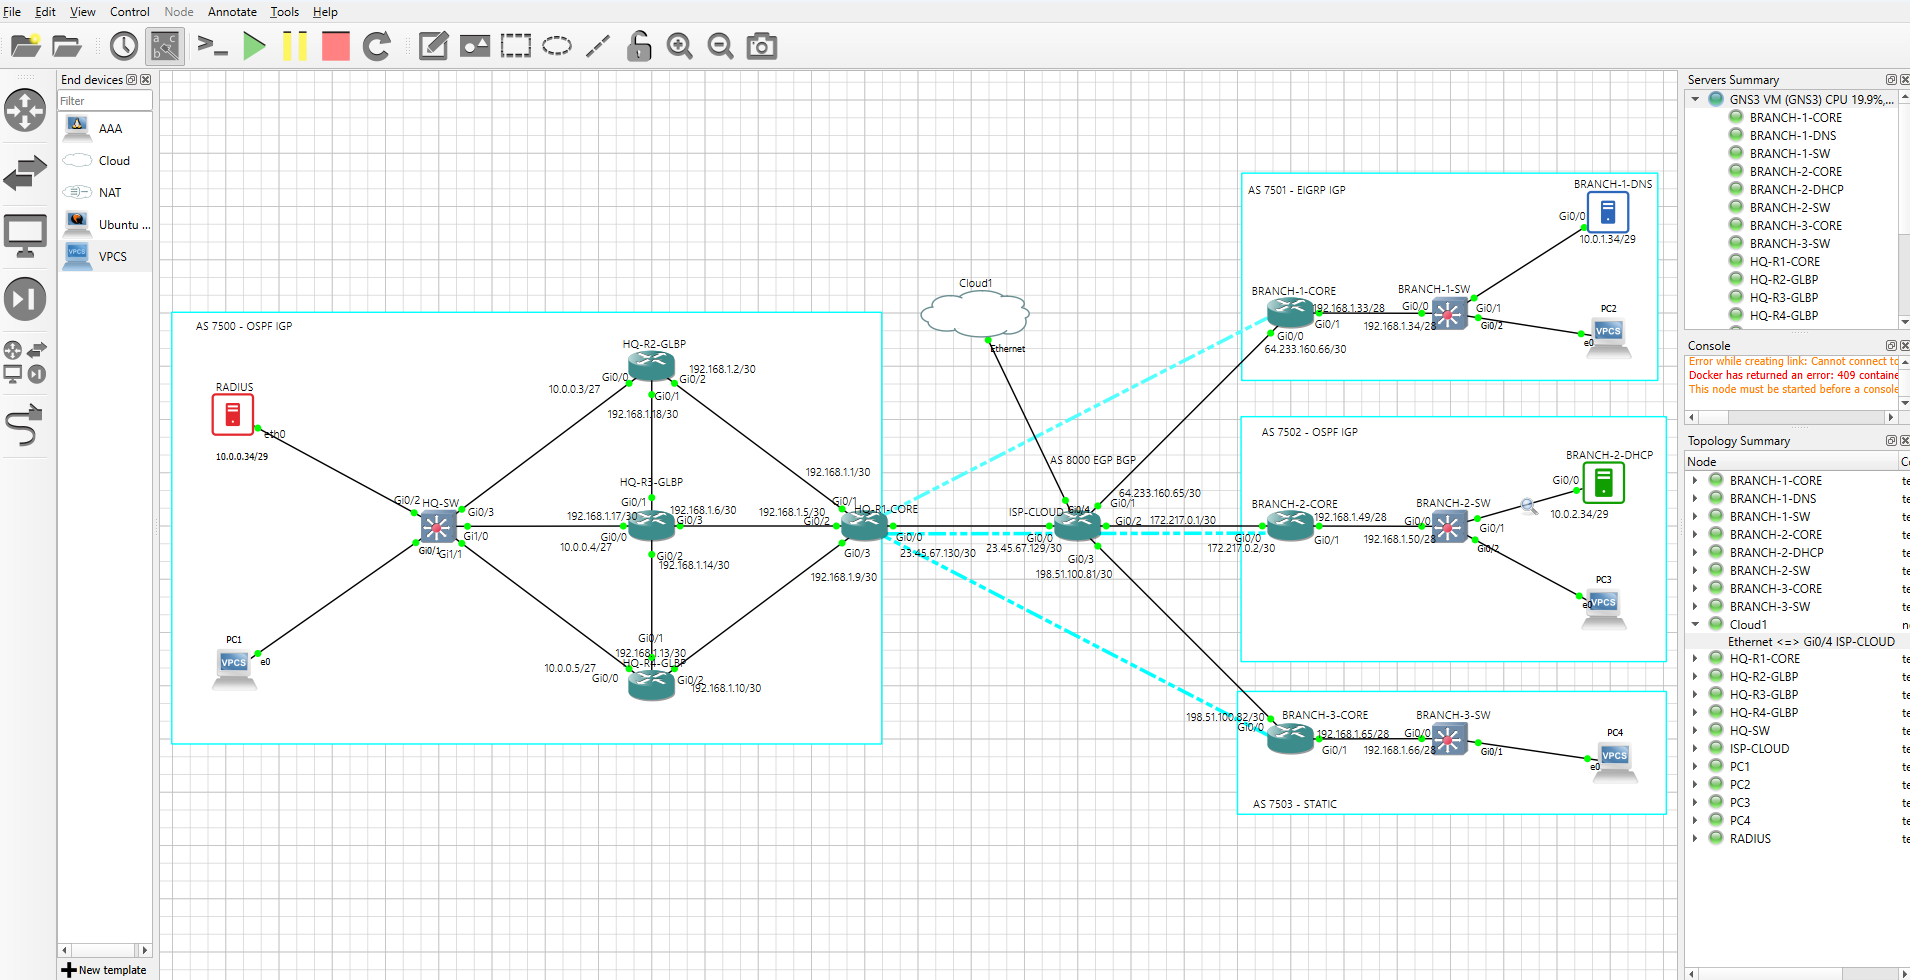 File Edit View Control Node Annotate Tools Help
End devices
Filter
AAA
Cloud
NAT
Ubuntu ...
VPCS
New template
AS 7500 - OSPF IGP
RADIUS
eth0
10.0.0.34/29
HQ-R2-GLBP
192.168.1.2/30
Gi0/0
Gi0/2
10.0.0.3/27
Gi0/1
192.168.1.18/30
192.168.1.1/30
HQ-R3-GLBP
Gi0/2
HQ-SW
Gi0/3
Gi0/1
192.168.1.17/30
192.168.1.6/30
Gi0/3
192.168.1.5/30
Gi0/2
Gi0/1
HQ-R1-CORE
Gi0/0
Gi1/0
Gi0/1
Gi1/1
Gi0/0
10.0.0.4/27
Gi0/2
192.168.1.14/30
Gi0/3
192.168.1.9/30
23.45.67.130/30
PC1
VPCS
e0
Gi0/1
192.168.1.13/30
HQ-R4-GLBP
10.0.0.5/27
Gi0/0
Gi0/2
192.168.1.10/30
Cloud1
Ethernet
AS 8000 EGP BGP
64.233.160.65/30
Gi0/1
Gi0/4
ISP-CLOUD
Gi0/2
172.217.0.1/30
Gi0/0
23.45.67.129/30
Gi0/3
198.51.100.81/30
AS 7501 - EIGRP IGP
BRANCH-1-DNS
Gi0/0
10.0.1.34/29
BRANCH-1-CORE
BRANCH-1-SW
192.168.1.33/28
Gi0/0
Gi0/1
Gi0/1
192.168.1.34/28
Gi0/2
Gi0/0
64.233.160.66/30
PC2
VPCS
e0
AS 7502 - OSPF IGP
BRANCH-2-DHCP
Gi0/0
10.0.2.34/29
BRANCH-2-CORE
BRANCH-2-SW
192.168.1.49/28
Gi0/0
Gi0/1
Gi0/0
172.217.0.2/30
Gi0/1
192.168.1.50/28
Gi0/2
PC3
VPCS
e0
198.51.100.82/30
Gi0/0
BRANCH-3-CORE
BRANCH-3-SW
192.168.1.65/28
Gi0/0
Gi0/1
192.168.1.66/28
Gi0/1
PC4
VPCS
e0
AS 7503 - STATIC
Servers Summary
GNS3 VM (GNS3) CPU 19.9%,...
BRANCH-1-CORE
BRANCH-1-DNS
BRANCH-1-SW
BRANCH-2-CORE
BRANCH-2-DHCP
BRANCH-2-SW
BRANCH-3-CORE
BRANCH-3-SW
HQ-R1-CORE
HQ-R2-GLBP
HQ-R3-GLBP
HQ-R4-GLBP
Console
Error while creating link: Cannot connect to
Docker has returned an error: 409 containe
This node must be started before a console
Topology Summary
Node
BRANCH-1-CORE
BRANCH-1-DNS
BRANCH-1-SW
BRANCH-2-CORE
BRANCH-2-DHCP
BRANCH-2-SW
BRANCH-3-CORE
BRANCH-3-SW
Cloud1
Ethernet <=> Gi0/4 ISP-CLOUD
HQ-R1-CORE
HQ-R2-GLBP
HQ-R3-GLBP
HQ-R4-GLBP
HQ-SW
ISP-CLOUD
PC1
PC2
PC3
PC4
RADIUS